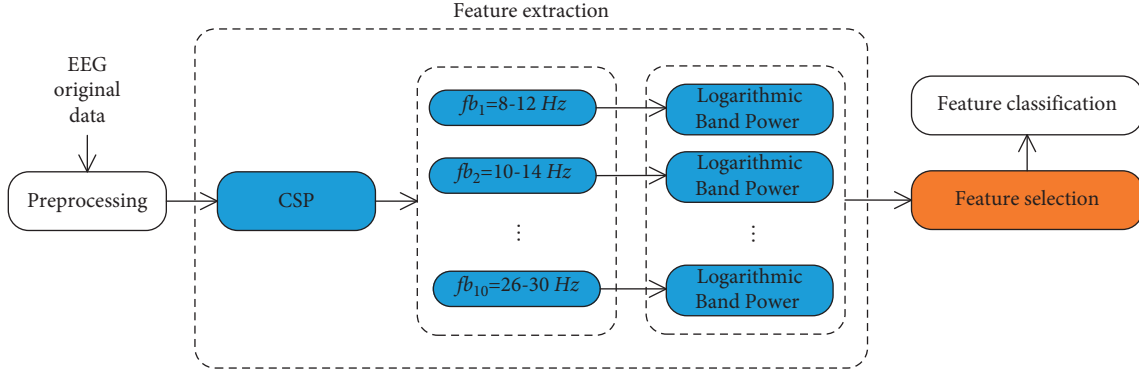 Feature extraction
EEG
original
data
Preprocessing
CSP
fb₁=8-12 Hz
fb₂=10-14 Hz
⋮
fb₁₀=26-30 Hz
Logarithmic
Band Power
Logarithmic
Band Power
⋮
Logarithmic
Band Power
Feature classification
Feature selection